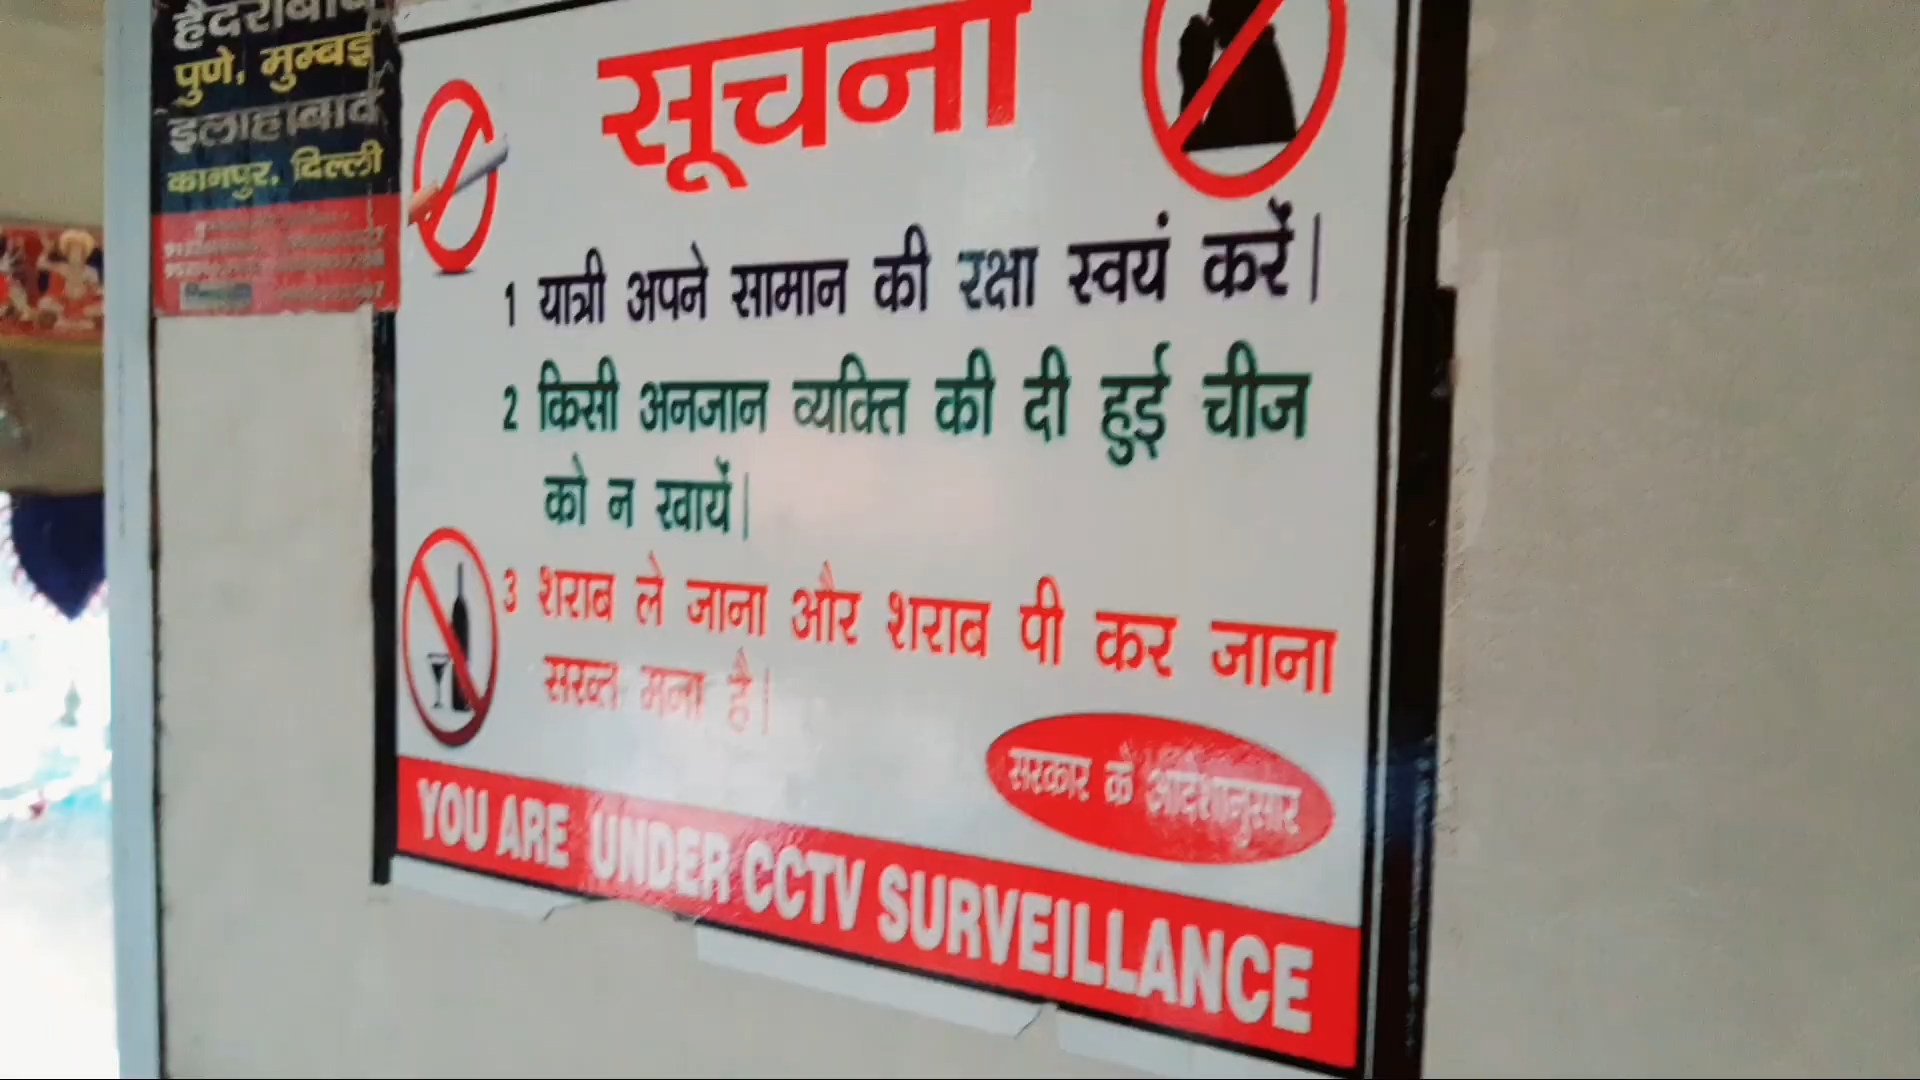 हैदराबाद
पुणे, मुम्बई
इलाहाबाद
कानपुर, दिल्ली
सूचना
1 यात्री अपने सामान की रक्षा स्वयं करें।
2 किसी अनजान व्यक्ति की दी हुई चीज
को न खायें।
3 शराब ले जाना और शराब पी कर जाना
सख्त मना है।
सरकार के आदेशानुसार
YOU ARE UNDER CCTV SURVEILLANCE